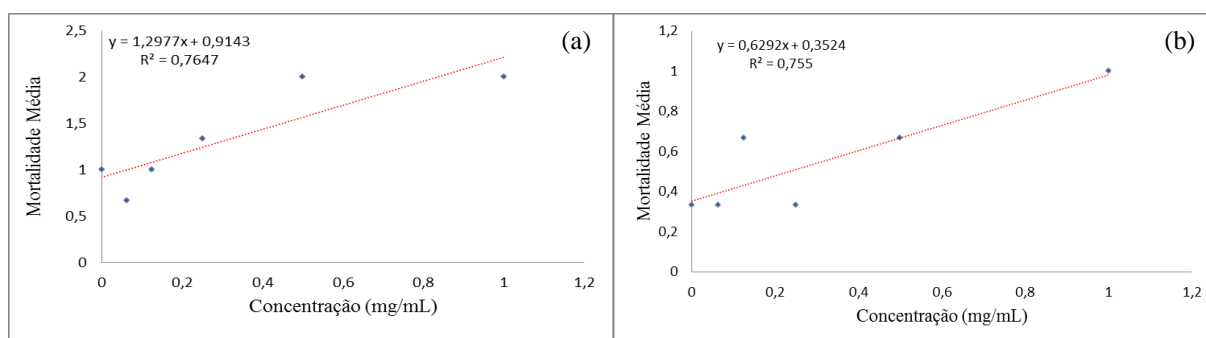 (a)
y = 1,2977x + 0,9143
R² = 0,7647
Mortalidade Média
2,5
2
1,5
1
0,5
0
0 0,2 0,4 0,6 0,8 1 1,2
Concentração (mg/mL)
(b)
y = 0,6292x + 0,3524
R² = 0,755
Mortalidade Média
1,2
1
0,8
0,6
0,4
0,2
0
0 0,2 0,4 0,6 0,8 1 1,2
Concentração (mg/mL)